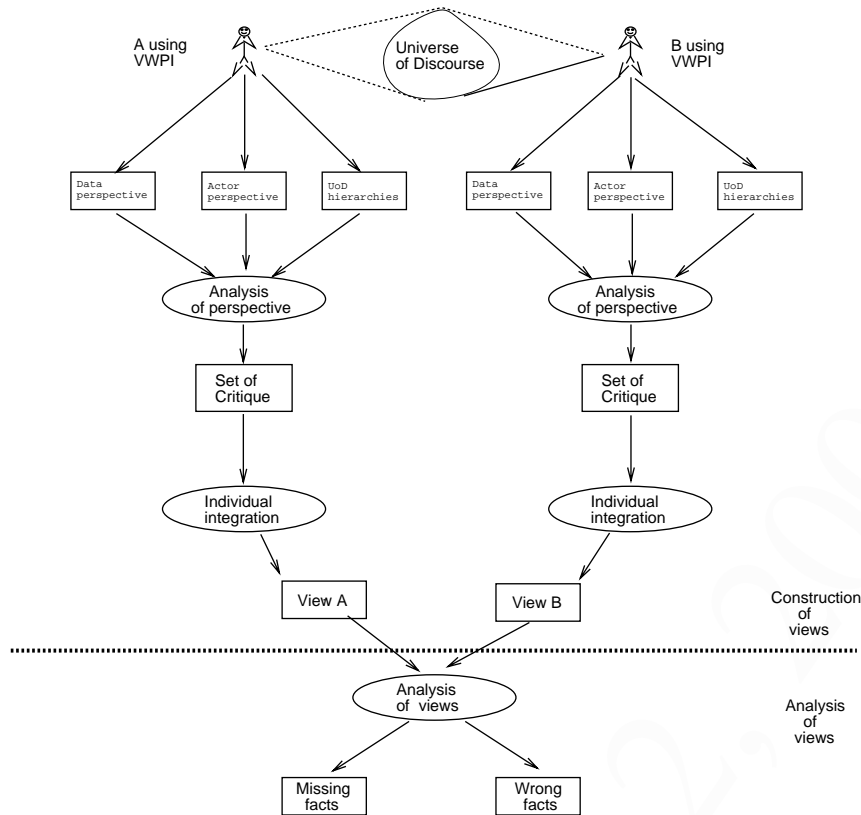 A using
VWPI
Universe
of Discourse
B using
VWPI
Data
perspective
Actor
perspective
UoD
hierarchies
Data
perspective
Actor
perspective
UoD
hierarchies
Analysis
of perspective
Analysis
of perspective
Set of
Critique
Set of
Critique
Individual
integration
Individual
integration
View A
View B
Construction
of
views
Analysis
of views
Analysis
of
views
Missing
facts
Wrong
facts